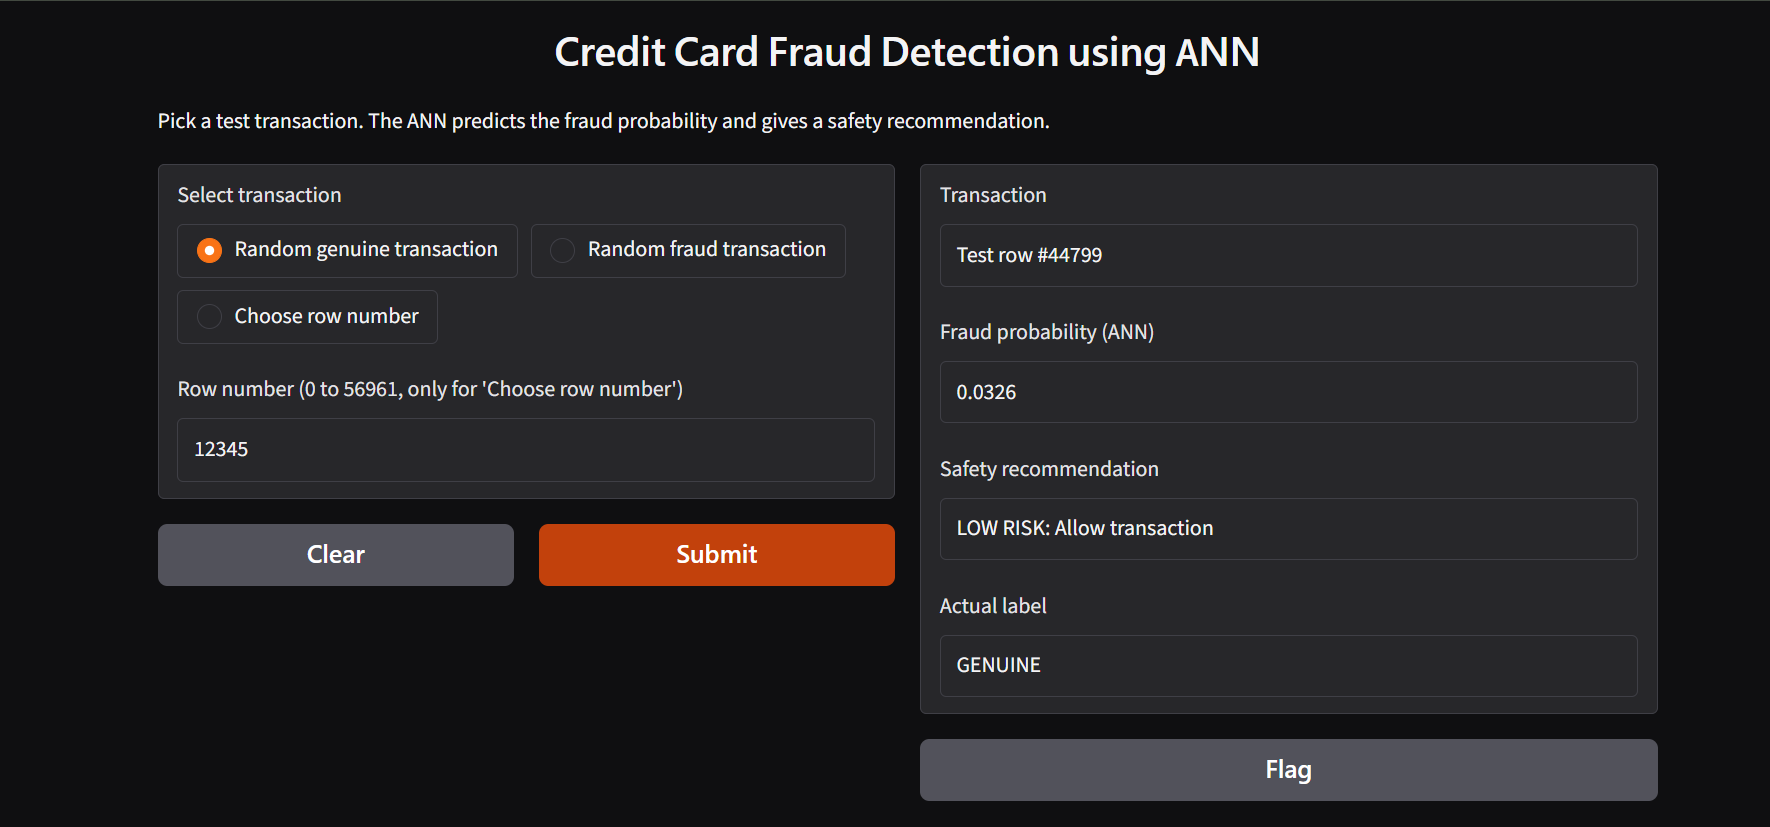 Credit Card Fraud Detection using ANN
Pick a test transaction. The ANN predicts the fraud probability and gives a safety recommendation.
Select transaction
Random genuine transaction
Random fraud transaction
Choose row number
Row number (0 to 56961, only for 'Choose row number')
12345
Clear
Submit
Transaction
Test row #44799
Fraud probability (ANN)
0.0326
Safety recommendation
LOW RISK: Allow transaction
Actual label
GENUINE
Flag